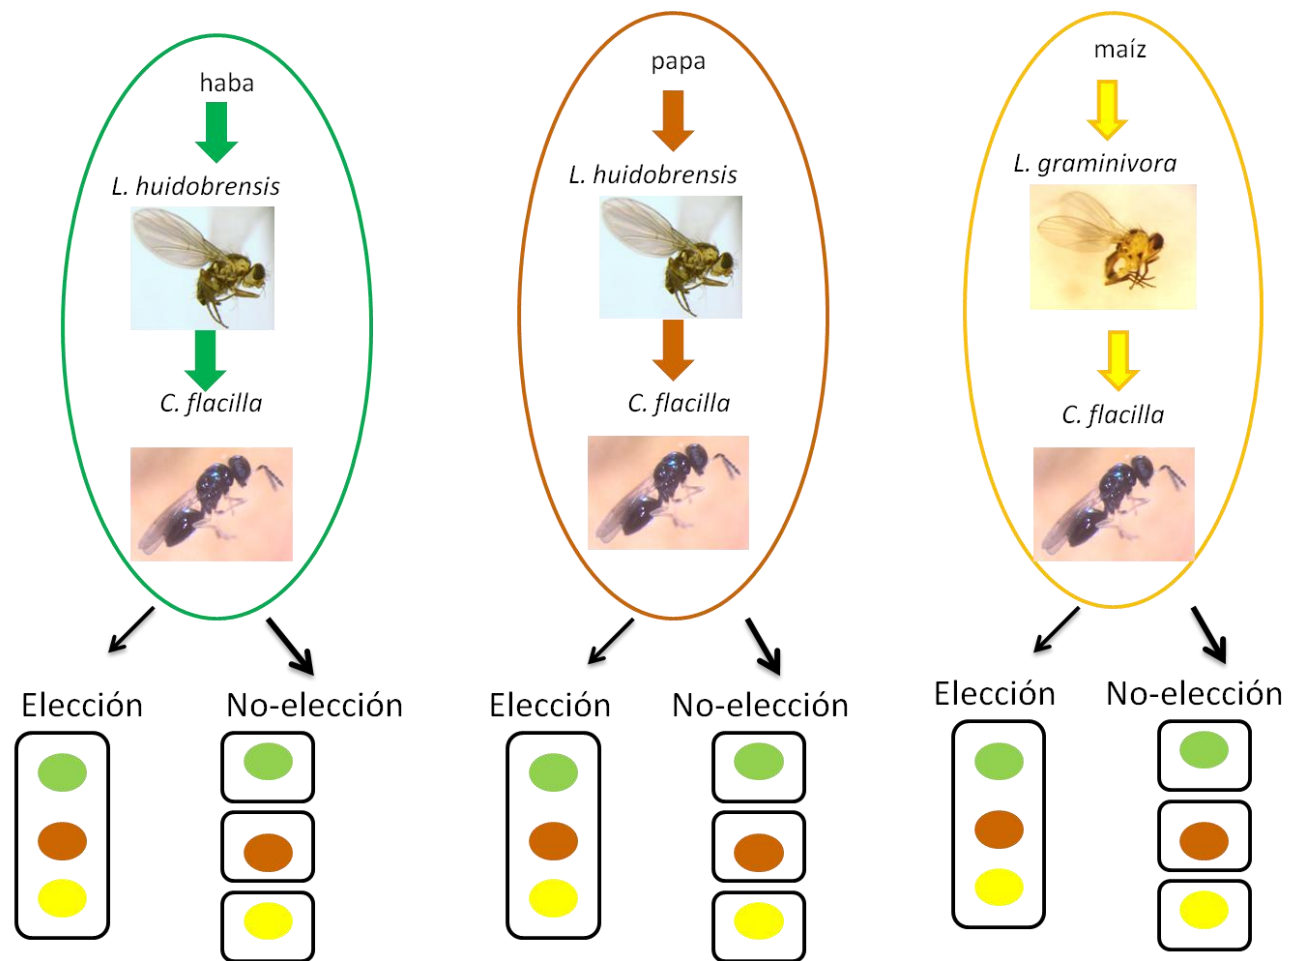 haba
L. huidobrensis
C. flacilla
Elección
No-elección
papa
L. huidobrensis
C. flacilla
Elección
No-elección
maíz
L. graminivora
C. flacilla
Elección
No-elección